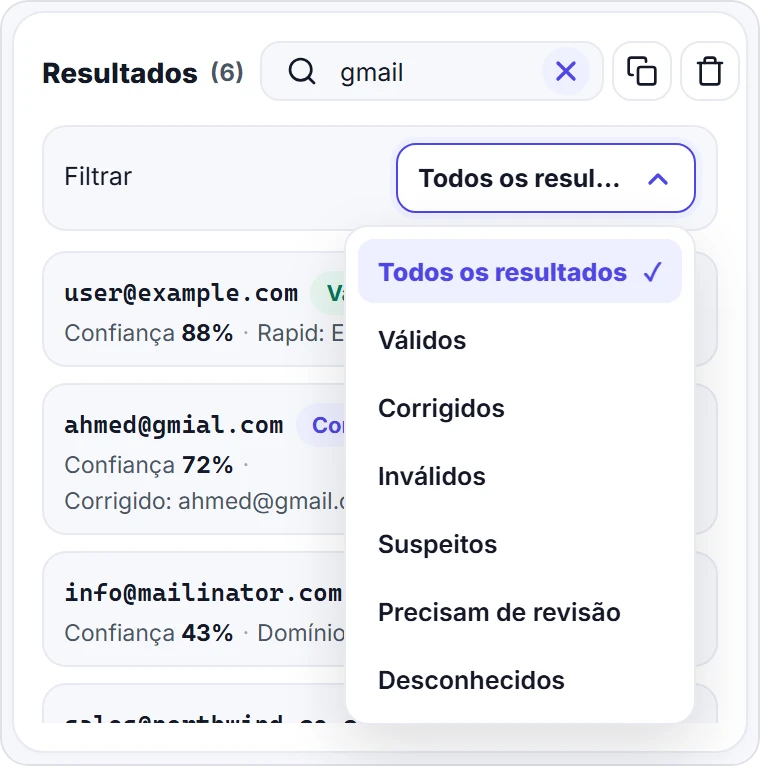 Resultados (6)
gmail
Filtrar
Todos os resul...
Todos os resultados ✓
Válidos
Corrigidos
Inválidos
Suspeitos
Precisam de revisão
Desconhecidos
user@example.com
Confiança 88% · Rapid: E
ahmed@gmial.com
Confiança 72% ·
Corrigido: ahmed@gmail.c
info@mailinator.com
Confiança 43% · Domínio